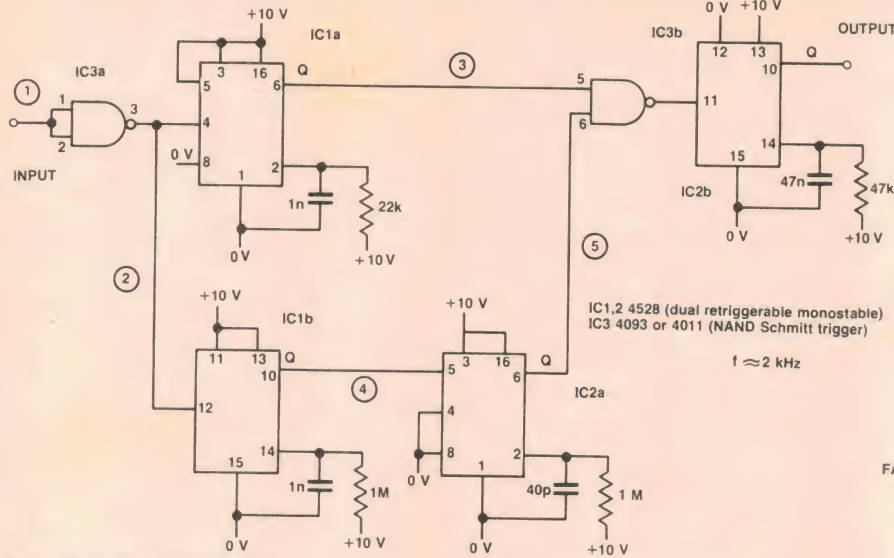 +10 V
0 V +10 V
IC1a
IC3b
OUTPUT
12 13
3 16 Q
3
Q
10
IC3a
5
6
5
1
1
3
6
11
4
2
14
8
2
0 V
INPUT
1
15
1n
22k
47n
47k
IC2b
0 V
+10 V
0 V
+10 V
5
2
+10 V
+10 V
IC1b
IC1,2 4528 (dual retriggerable monostable)
IC3 4093 or 4011 (NAND Schmitt trigger)
11 13 Q
3 16 Q
f ≈ 2 kHz
10
5
6
4
IC2a
12
4
14
8
2
0 V
15
1
1n
1M
40p
1 M
0 V
+10 V
0 V
+10 V
FA